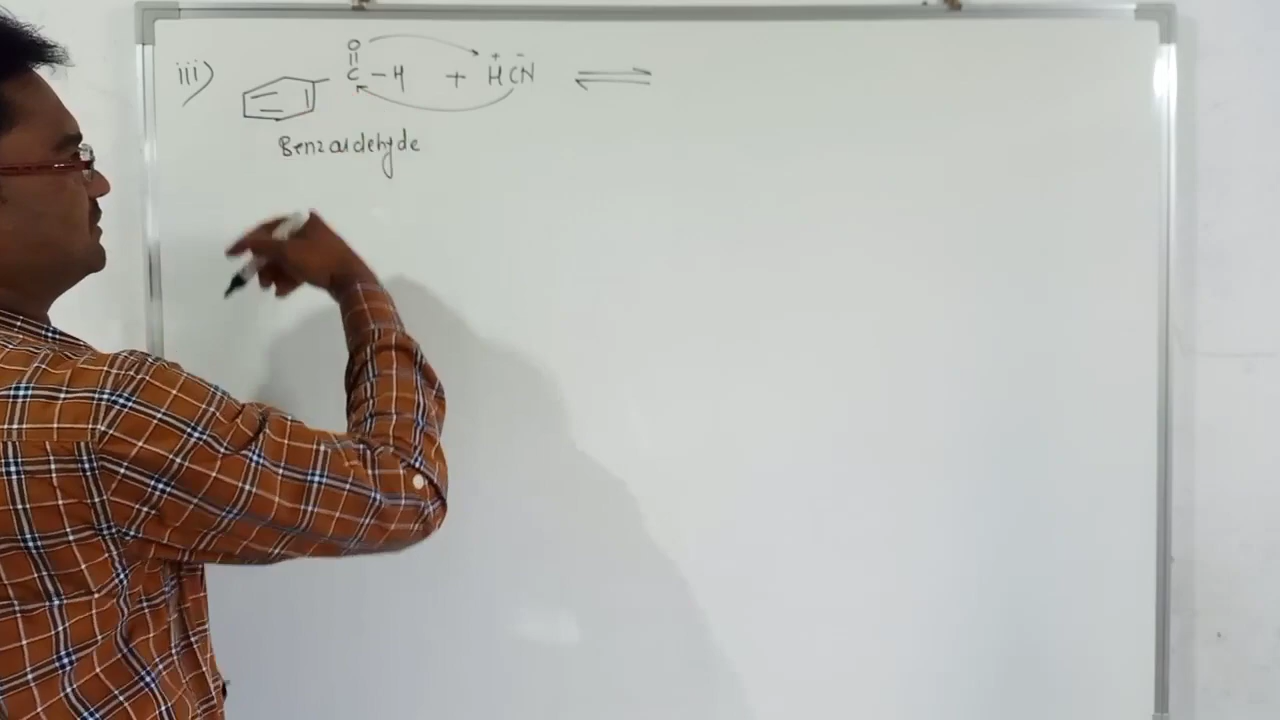 O
iii) C-H + H⁺CN⁻ ⇌
Benzaldehyde